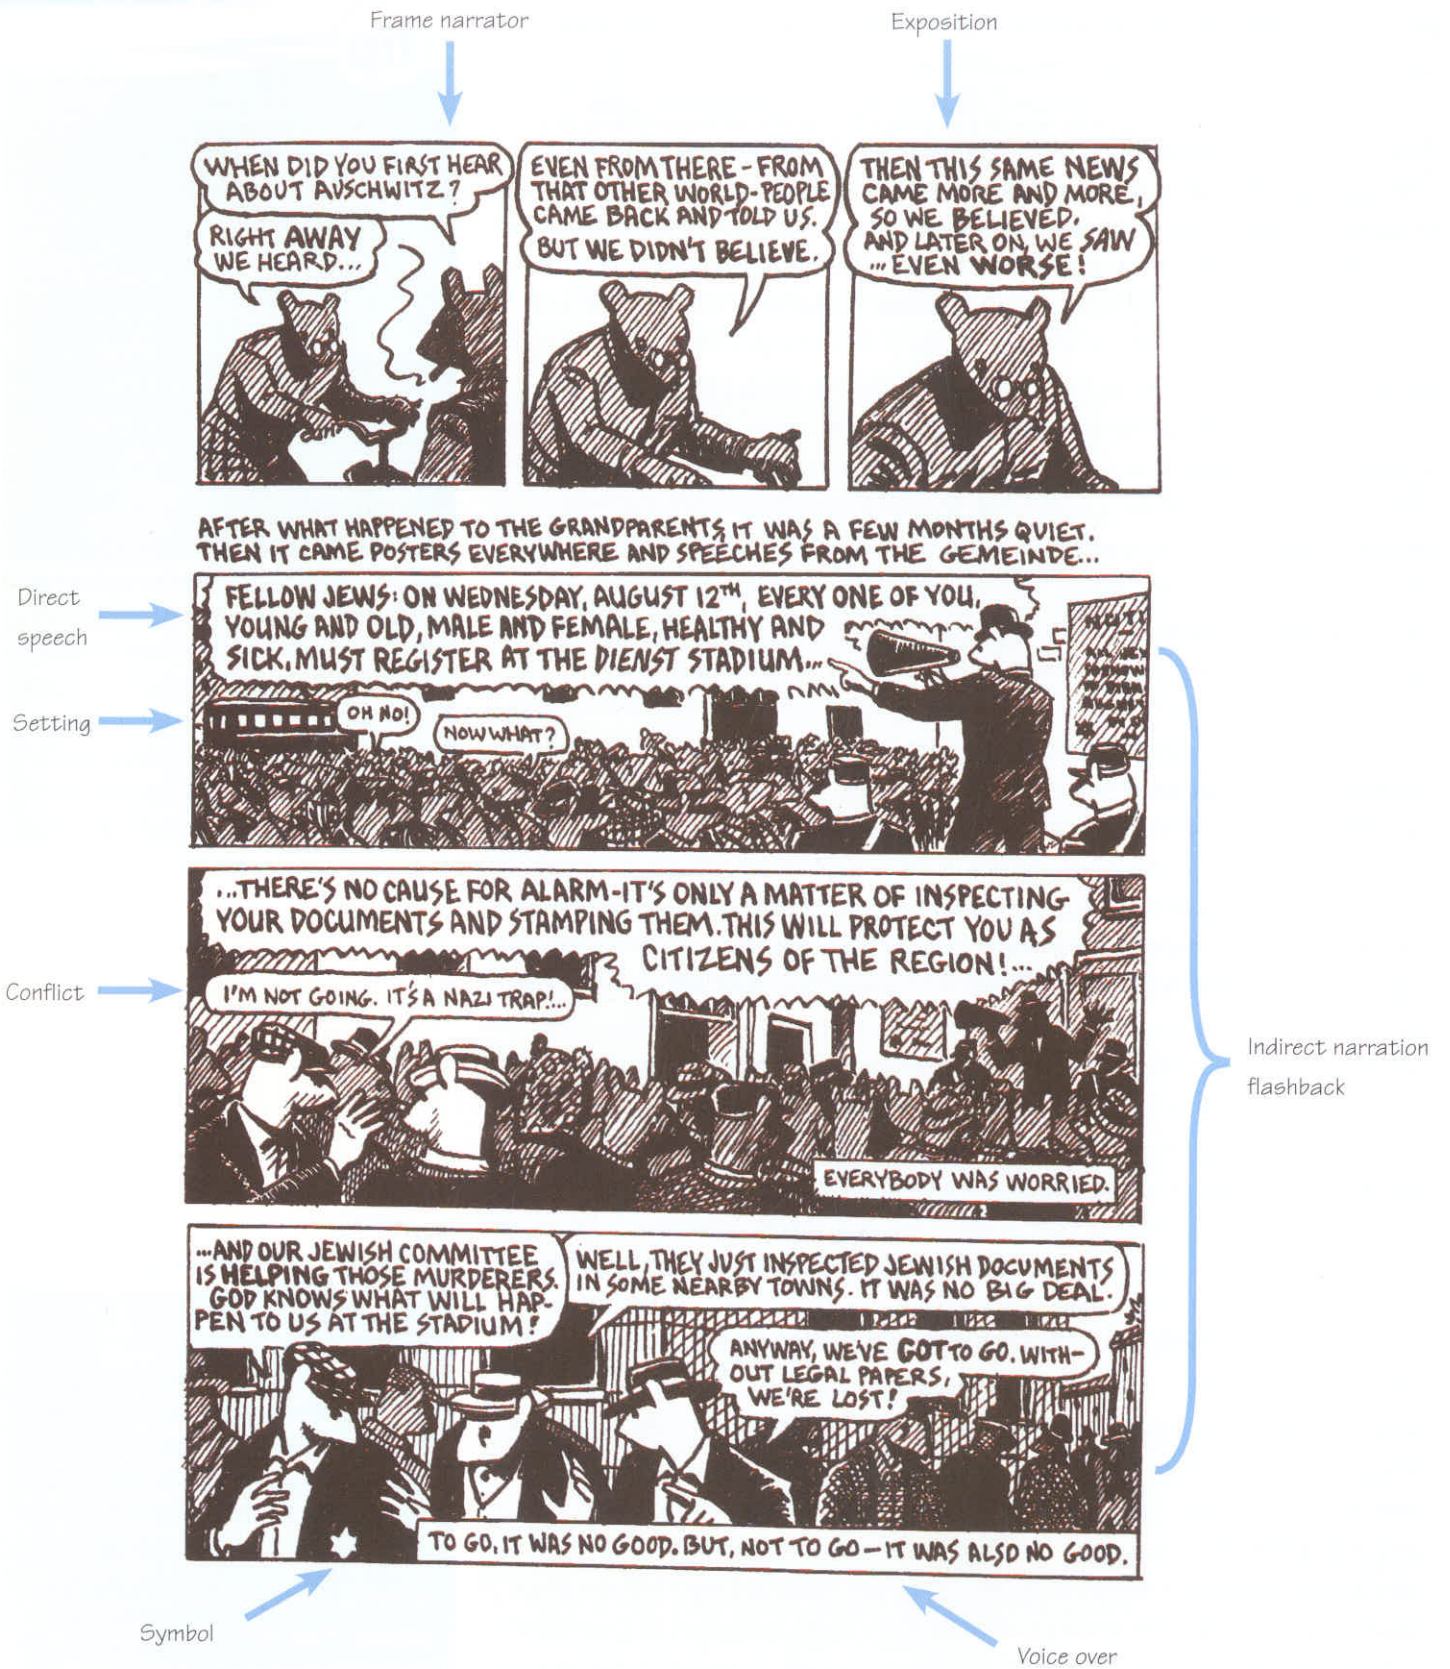 Frame narrator
Exposition
WHEN DID YOU FIRST HEAR
ABOUT AUSCHWITZ?
RIGHT AWAY
WE HEARD...
EVEN FROM THERE - FROM
THAT OTHER WORLD - PEOPLE
CAME BACK AND TOLD US.
BUT WE DIDN'T BELIEVE.
THEN THIS SAME NEWS
CAME MORE AND MORE,
SO WE BELIEVED.
AND LATER ON, WE SAW
... EVEN WORSE!
AFTER WHAT HAPPENED TO THE GRANDPARENTS, IT WAS A FEW MONTHS QUIET.
THEN IT CAME POSTERS EVERYWHERE AND SPEECHES FROM THE GEMEINDE...
Direct
speech
FELLOW JEWS: ON WEDNESDAY, AUGUST 12TH, EVERY ONE OF YOU,
YOUNG AND OLD, MALE AND FEMALE, HEALTHY AND
SICK, MUST REGISTER AT THE DIENST STADIUM...
Setting
OH NO!
NOW WHAT?
...THERE'S NO CAUSE FOR ALARM-IT'S ONLY A MATTER OF INSPECTING
YOUR DOCUMENTS AND STAMPING THEM. THIS WILL PROTECT YOU AS
CITIZENS OF THE REGION!...
Conflict
I'M NOT GOING. IT'S A NAZI TRAP!...
Indirect narration
flashback
EVERYBODY WAS WORRIED.
...AND OUR JEWISH COMMITTEE
IS HELPING THOSE MURDERERS.
GOD KNOWS WHAT WILL HAP-
PEN TO US AT THE STADIUM!
WELL, THEY JUST INSPECTED JEWISH DOCUMENTS
IN SOME NEARBY TOWNS. IT WAS NO BIG DEAL.
ANYWAY, WE'VE GOT TO GO. WITH-
OUT LEGAL PAPERS,
WE'RE LOST!
TO GO, IT WAS NO GOOD. BUT, NOT TO GO - IT WAS ALSO NO GOOD.
Symbol
Voice over